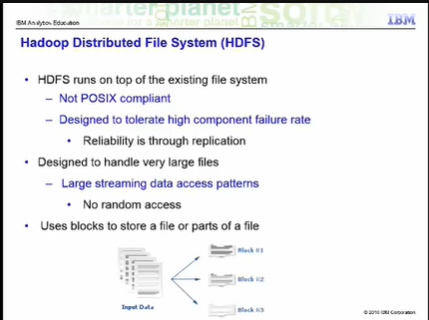 smarter planet
IBM Analytics Education
IBM
Hadoop Distributed File System (HDFS)
• HDFS runs on top of the existing file system
– Not POSIX compliant
– Designed to tolerate high component failure rate
• Reliability is through replication
• Designed to handle very large files
– Large streaming data access patterns
• No random access
• Uses blocks to store a file or parts of a file
Block #1
Block #2
Block #3
Input Data
© 2010 IBM Corporation